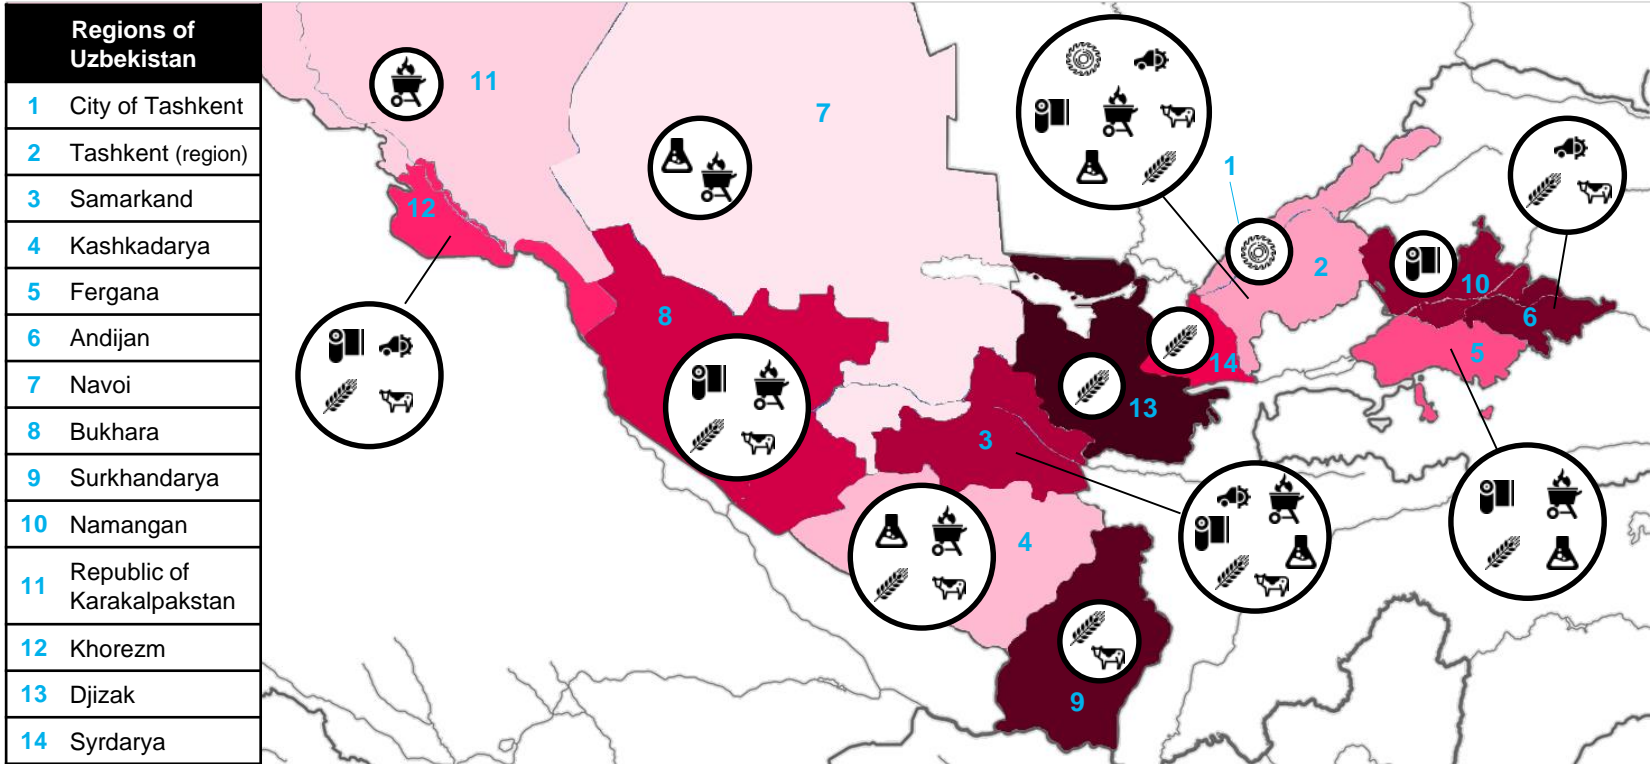 Regions of
Uzbekistan
1 City of Tashkent
2 Tashkent (region)
3 Samarkand
4 Kashkadarya
5 Fergana
6 Andijan
7 Navoi
8 Bukhara
9 Surkhandarya
10 Namangan
11 Republic of
Karakalpakstan
12 Khorezm
13 Djizak
14 Syrdarya
11
7
1
12
2
10
8
6
5
14
13
3
4
9